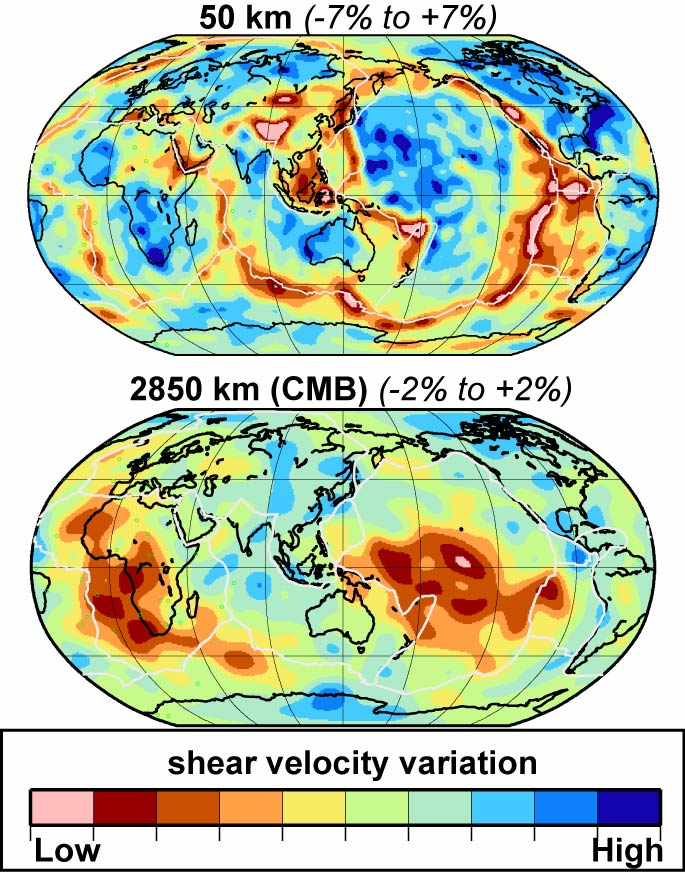 50 km (-7% to +7%)
2850 km (CMB) (-2% to +2%)
shear velocity variation
Low High